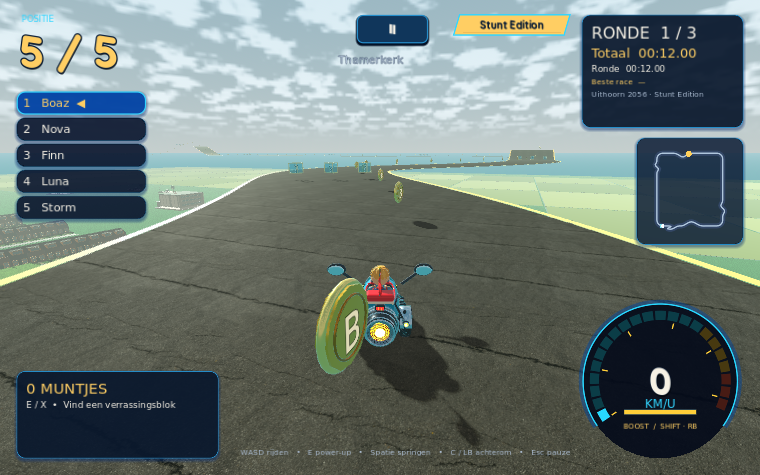 POSITIE
5 / 5
1 Boaz ◀
2 Nova
3 Finn
4 Luna
5 Storm
Thamerkerk
Stunt Edition
RONDE 1 / 3
Totaal 00:12.00
Ronde 00:12.00
Beste race —
Uithoorn 2056 · Stunt Edition
B
0 MUNTJES
E / X • Vind een verrassingsblok
0
KM/U
BOOST / SHIFT · RB
WASD rijden • E power-up • Spatie springen • C / LB achterom • Esc pauze